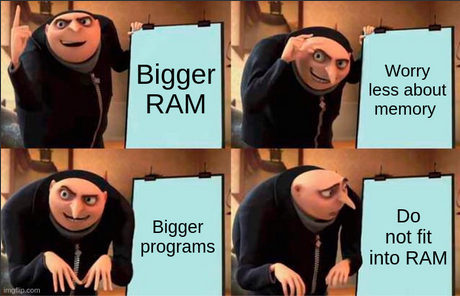 Bigger
RAM
Worry
less about
memory
Bigger
programs
Do
not fit
into RAM
imgflip.com